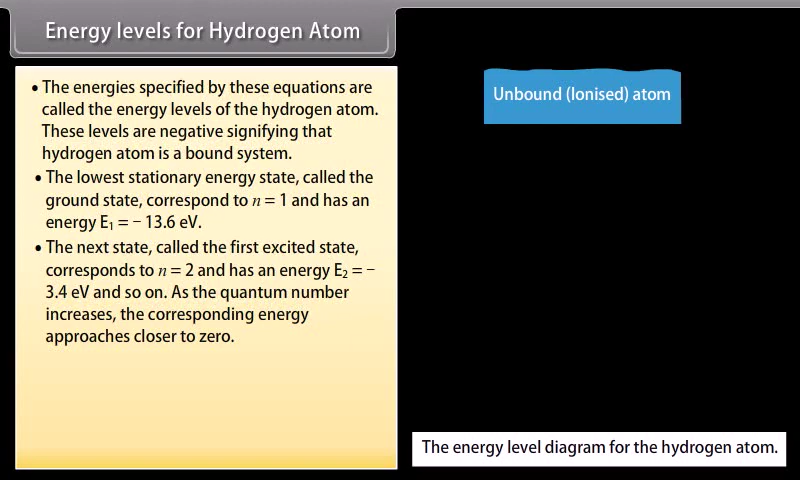 Energy levels for Hydrogen Atom
• The energies specified by these equations are
called the energy levels of the hydrogen atom.
These levels are negative signifying that
hydrogen atom is a bound system.
• The lowest stationary energy state, called the
ground state, correspond to n = 1 and has an
energy E₁ = − 13.6 eV.
• The next state, called the first excited state,
corresponds to n = 2 and has an energy E₂ = −
3.4 eV and so on. As the quantum number
increases, the corresponding energy
approaches closer to zero.
Unbound (Ionised) atom
The energy level diagram for the hydrogen atom.